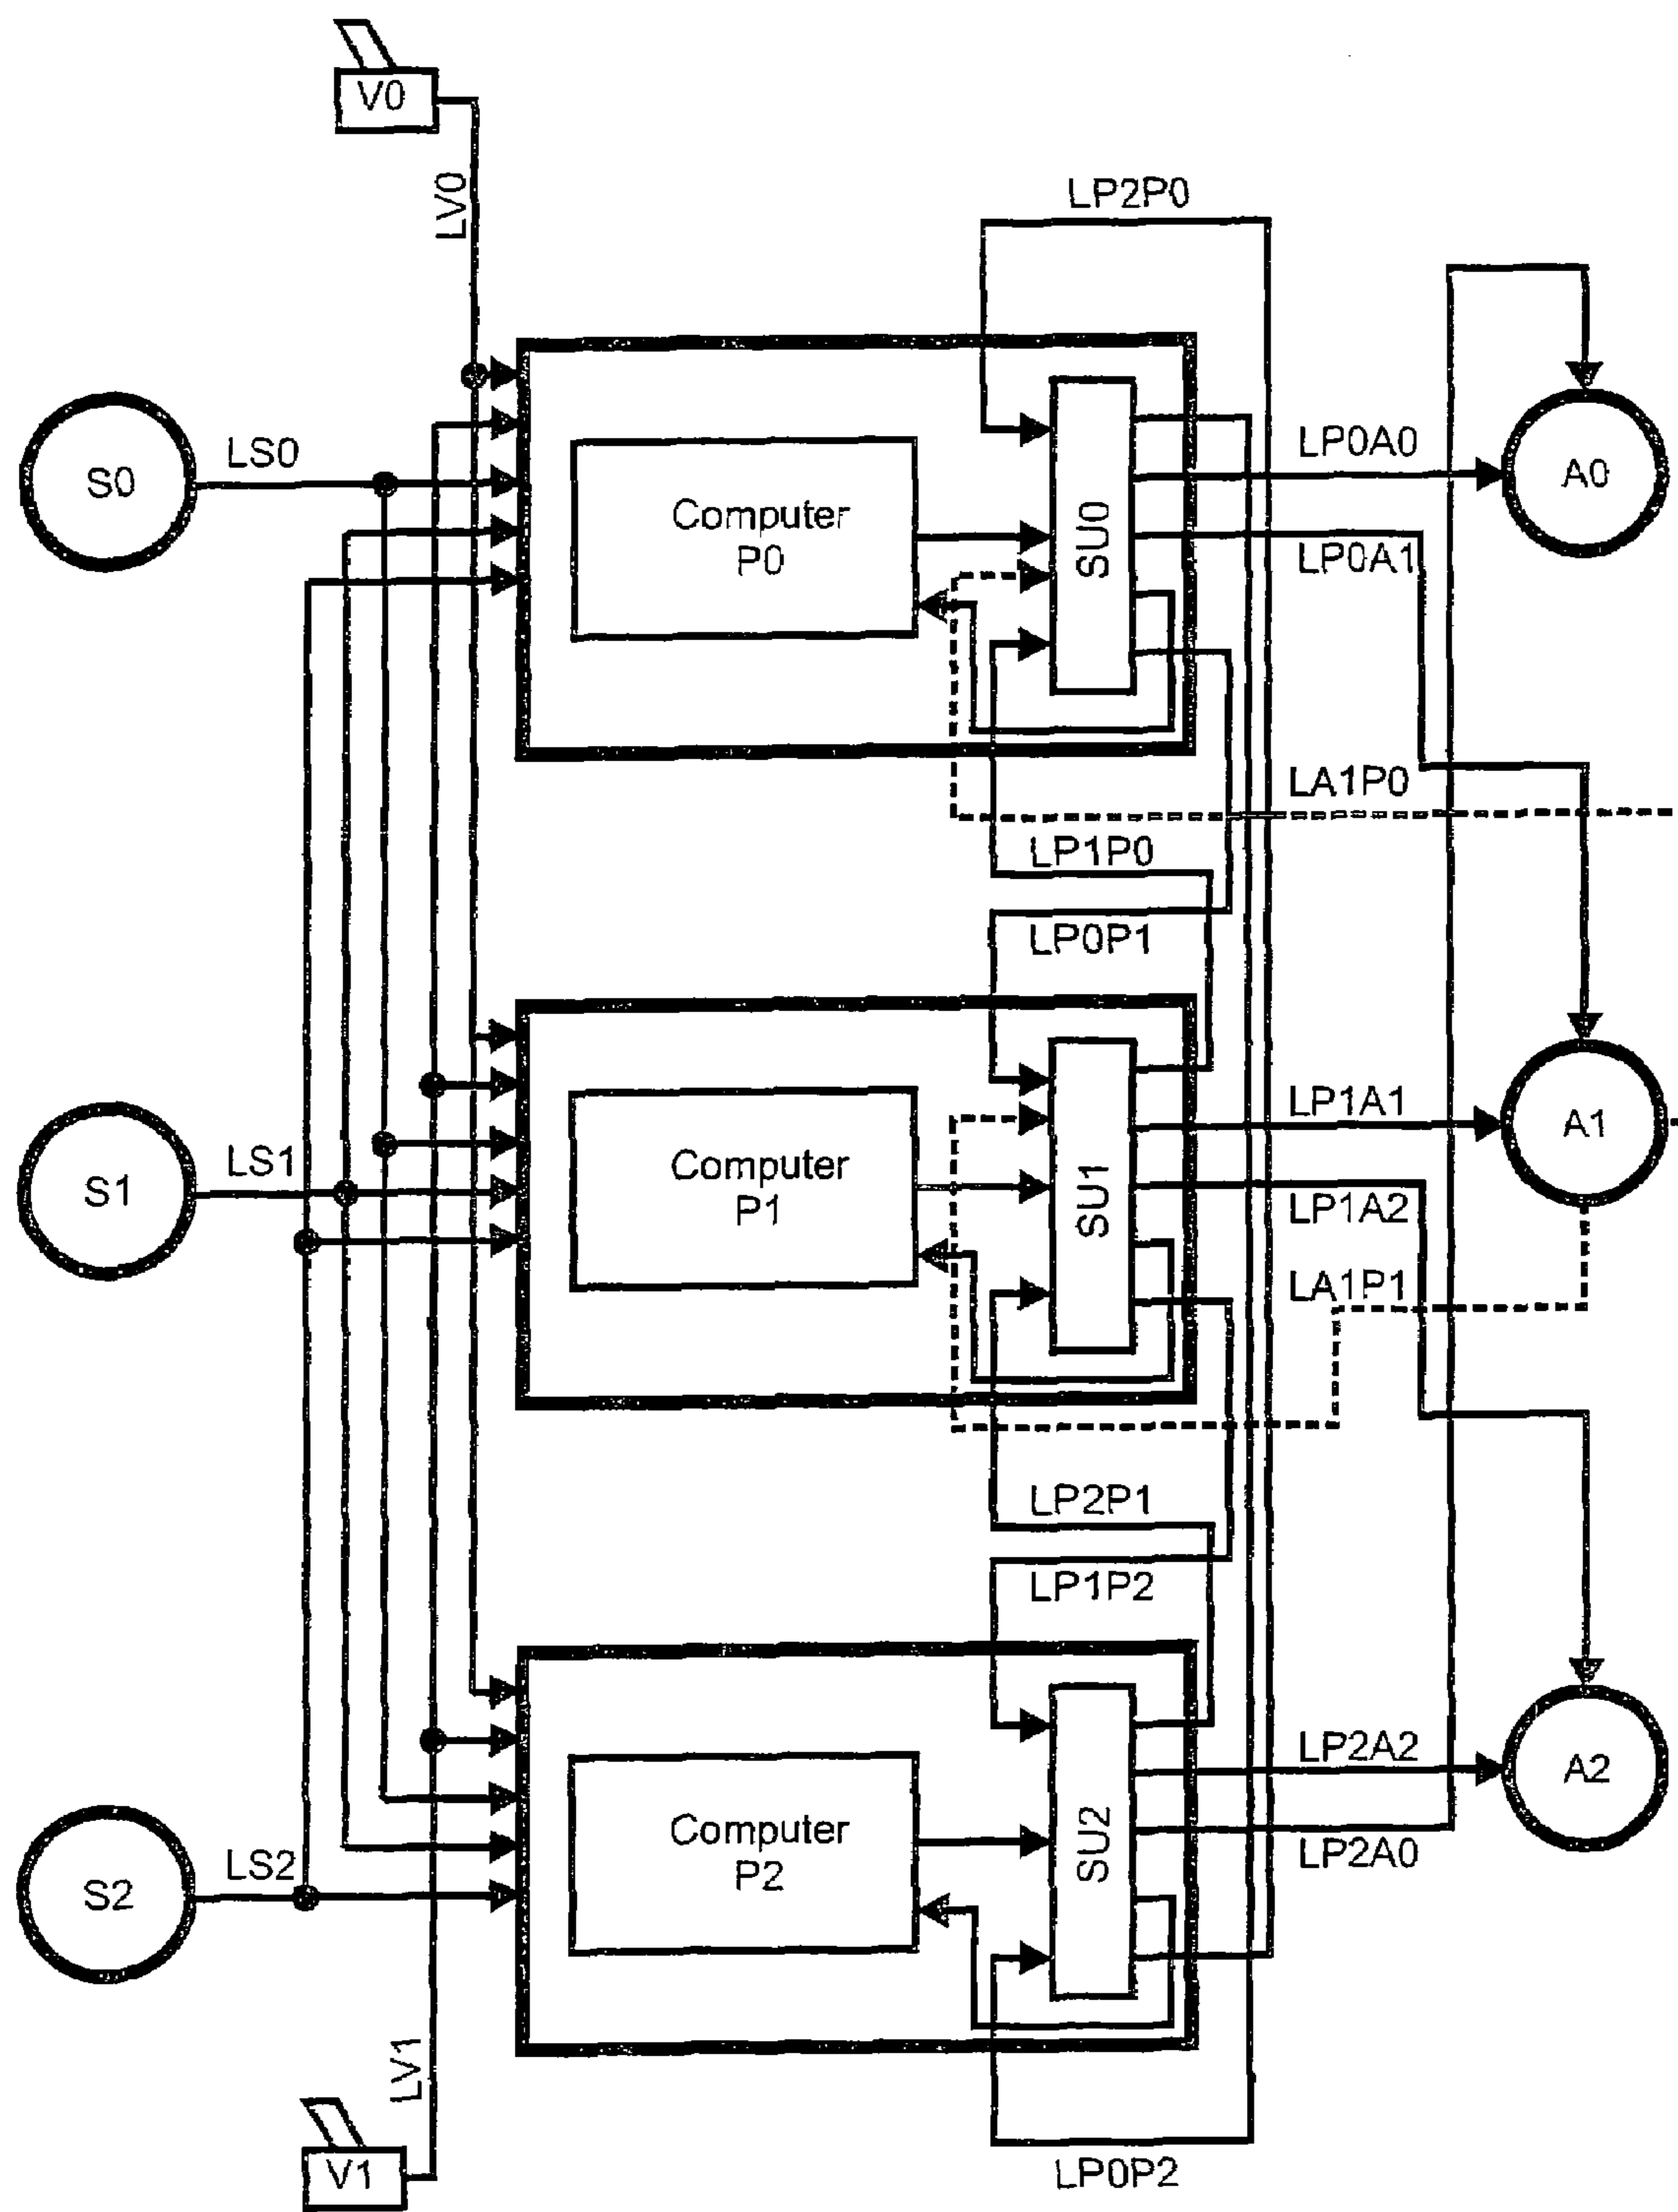 V0
LV0
LP2P0
S0
LS0
Computer
P0
SU0
LP0A0
LP0A1
A0
LA1P0
LP1P0
LP0P1
S1
LS1
Computer
P1
SU1
LP1A1
LP1A2
A1
LA1P1
LP2P1
LP1P2
S2
LS2
Computer
P2
SU2
LP2A2
LP2A0
A2
LV1
V1
LP0P2